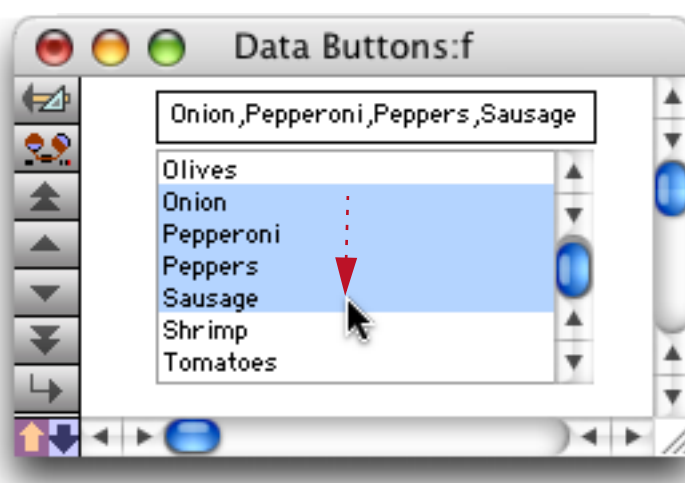 Data Buttons:f
Onion,Pepperoni,Peppers,Sausage
Olives
Onion
Pepperoni
Peppers
Sausage
Shrimp
Tomatoes